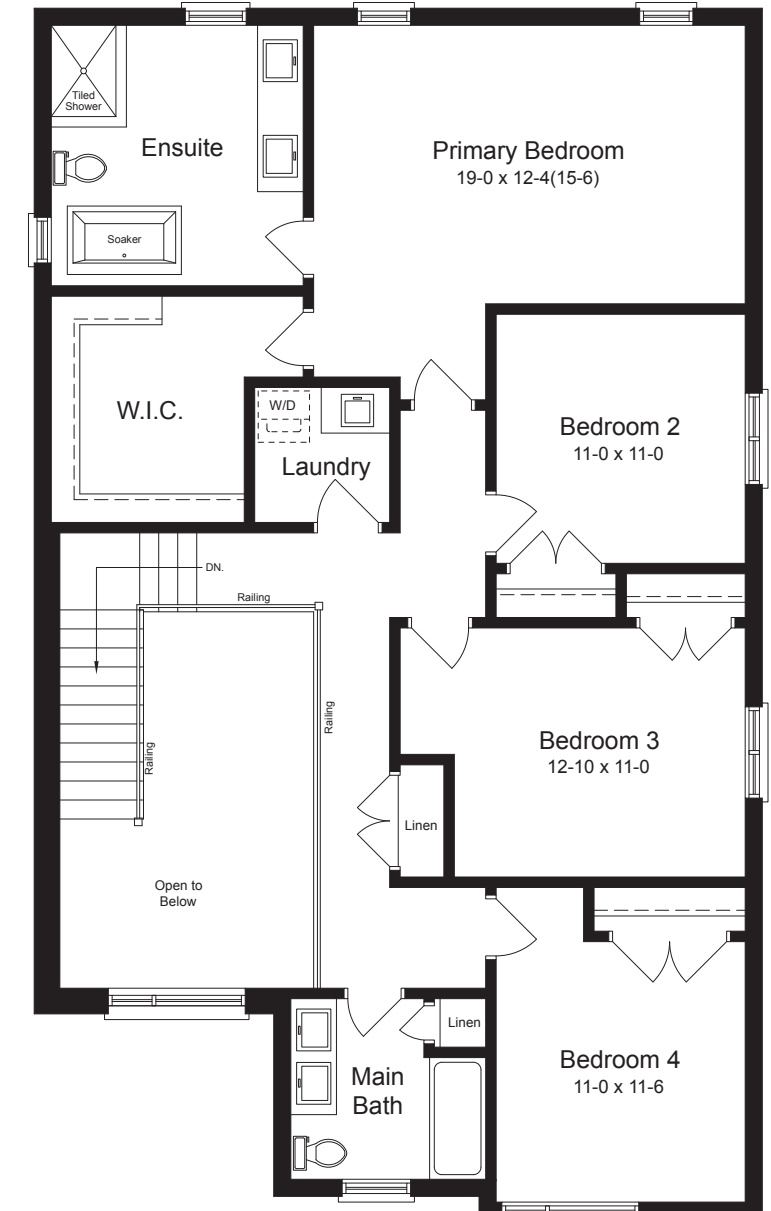 Tiled
Shower
Ensuite
Primary Bedroom
19-0 x 12-4(15-6)
Soaker
W.I.C.
W/D
Laundry
Bedroom 2
11-0 x 11-0
DN.
Railing
Railing
Railing
Bedroom 3
12-10 x 11-0
Linen
Open to
Below
Linen
Main
Bath
Bedroom 4
11-0 x 11-6